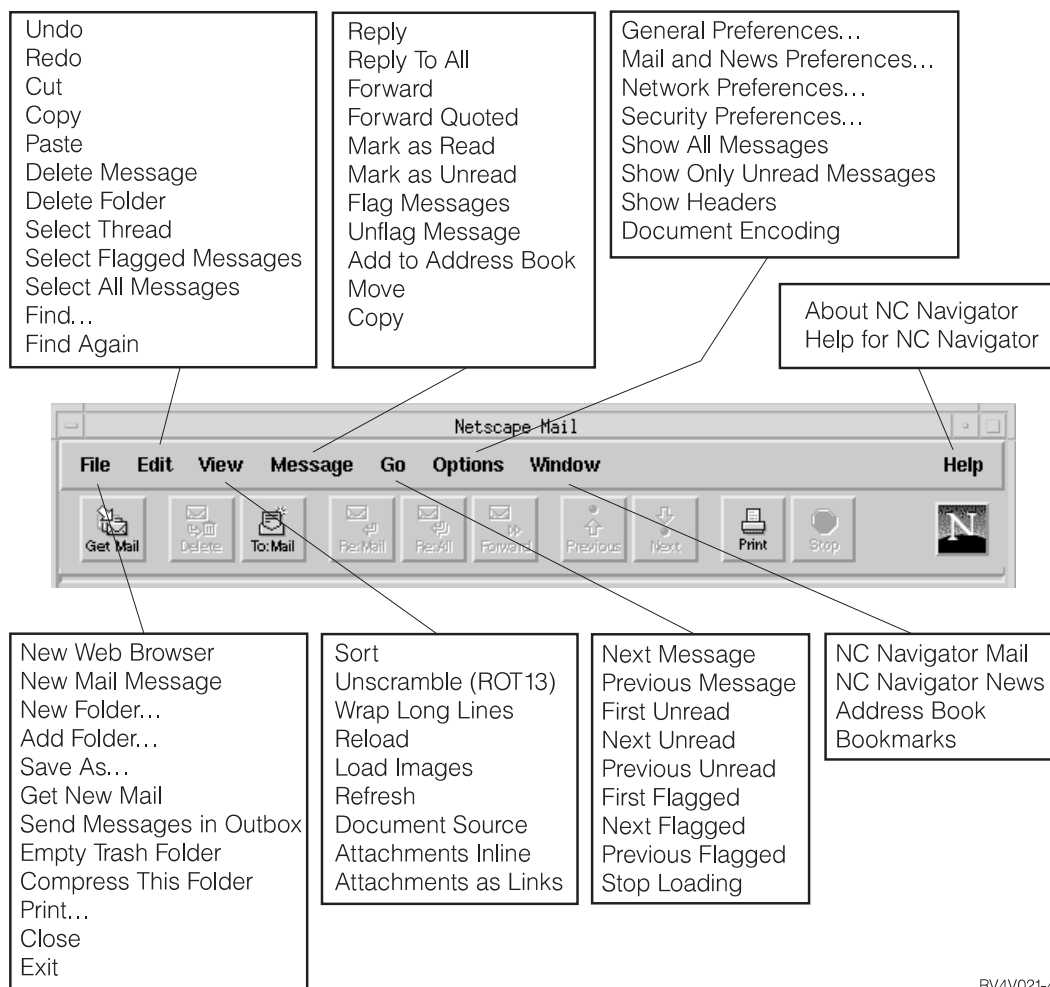 Undo
Redo
Cut
Copy
Paste
Delete Message
Delete Folder
Select Thread
Select Flagged Messages
Select All Messages
Find...
Find Again
Reply
Reply To All
Forward
Forward Quoted
Mark as Read
Mark as Unread
Flag Messages
Unflag Message
Add to Address Book
Move
Copy
General Preferences...
Mail and News Preferences...
Network Preferences...
Security Preferences...
Show All Messages
Show Only Unread Messages
Show Headers
Document Encoding
About NC Navigator
Help for NC Navigator
Netscape Mail
File Edit View Message Go Options Window Help
Get Mail Delete To:Mail Re:Mail Re:All Forward Previous Next Print Stop N
New Web Browser
New Mail Message
New Folder...
Add Folder...
Save As...
Get New Mail
Send Messages in Outbox
Empty Trash Folder
Compress This Folder
Print...
Close
Exit
Sort
Unscramble (ROT13)
Wrap Long Lines
Reload
Load Images
Refresh
Document Source
Attachments Inline
Attachments as Links
Next Message
Previous Message
First Unread
Next Unread
Previous Unread
First Flagged
Next Flagged
Previous Flagged
Stop Loading
NC Navigator Mail
NC Navigator News
Address Book
Bookmarks